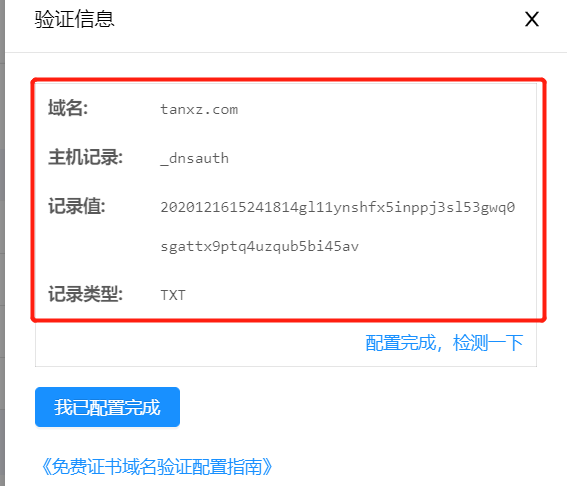 验证信息
域名: tanxz.com
主机记录: _dnsauth
记录值: 2020121615241814gl11ynshfx5inppj3sl53gwq0
sgattx9ptq4uzqub5bi45av
记录类型: TXT
配置完成，检测一下
我已配置完成
《免费证书域名验证配置指南》